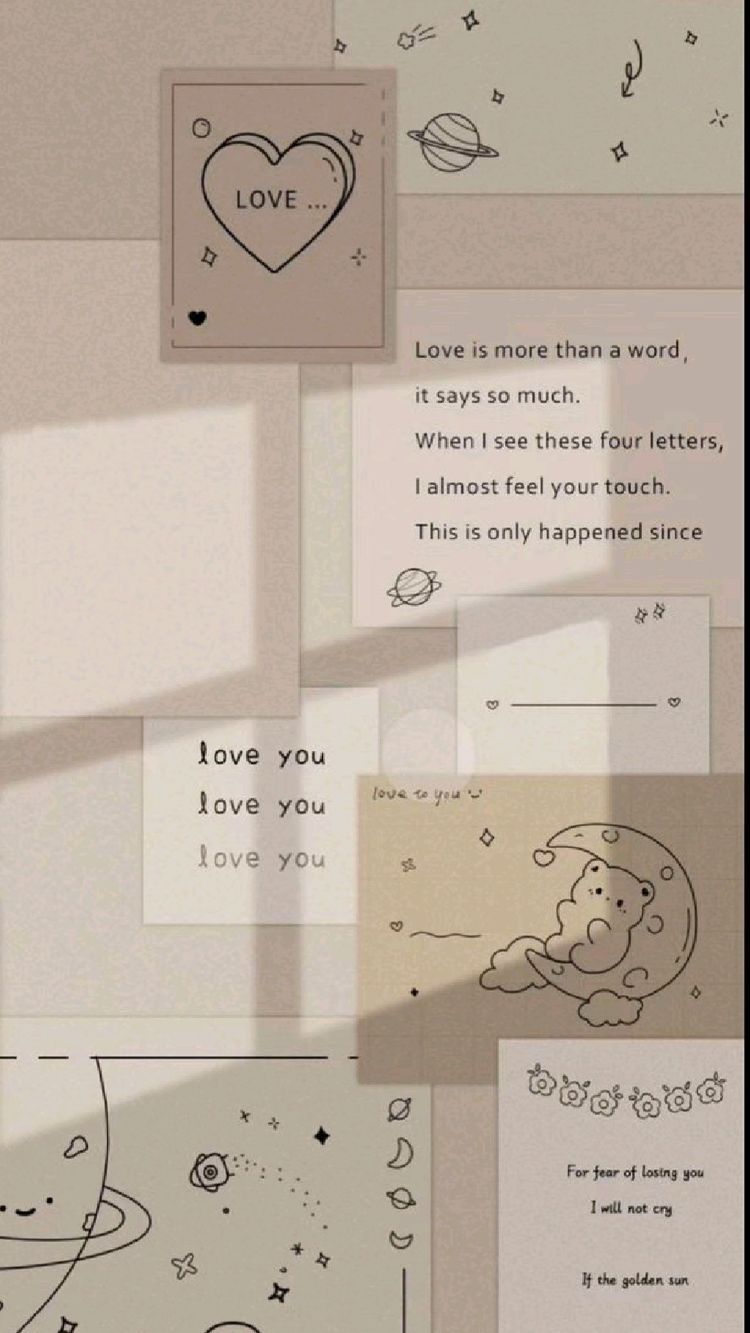 LOVE ...
Love is more than a word,
it says so much.
When I see these four letters,
I almost feel your touch.
This is only happened since
love you
love you
love you
love to you
For fear of losing you
I will not cry
If the golden sun